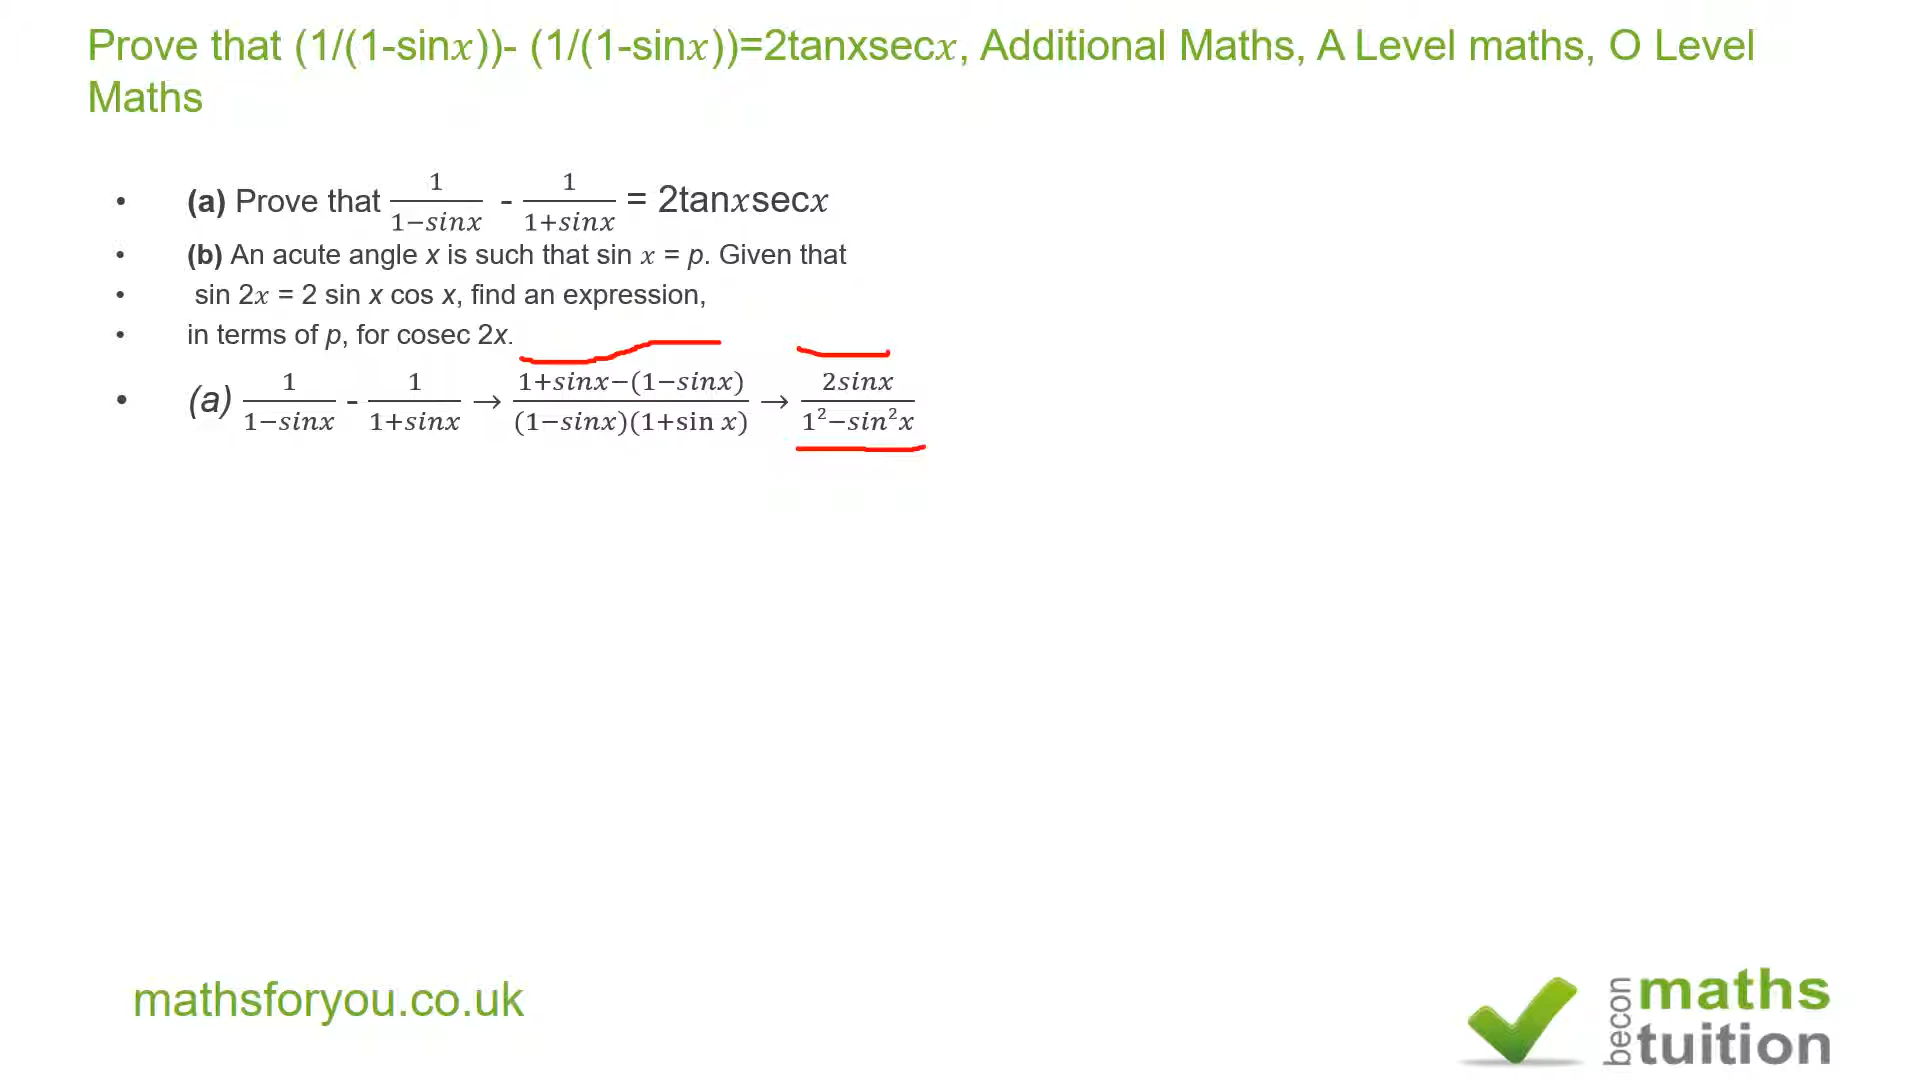 Prove that (1/(1-sin𝑥))- (1/(1-sin𝑥))=2tanxsec𝑥, Additional Maths, A Level maths, O Level
Maths
• (a) Prove that 1/(1−𝑠𝑖𝑛𝑥) - 1/(1+𝑠𝑖𝑛𝑥) = 2tan𝑥sec𝑥
• (b) An acute angle x is such that sin 𝑥 = p. Given that
• sin 2𝑥 = 2 sin x cos x, find an expression,
• in terms of p, for cosec 2x.
• (a) 1/(1−𝑠𝑖𝑛𝑥) - 1/(1+𝑠𝑖𝑛𝑥) → (1+𝑠𝑖𝑛𝑥−(1−𝑠𝑖𝑛𝑥))/((1−𝑠𝑖𝑛𝑥)(1+sin 𝑥)) → 2𝑠𝑖𝑛𝑥/(1²−𝑠𝑖𝑛²𝑥)
mathsforyou.co.uk
becon
maths
tuition